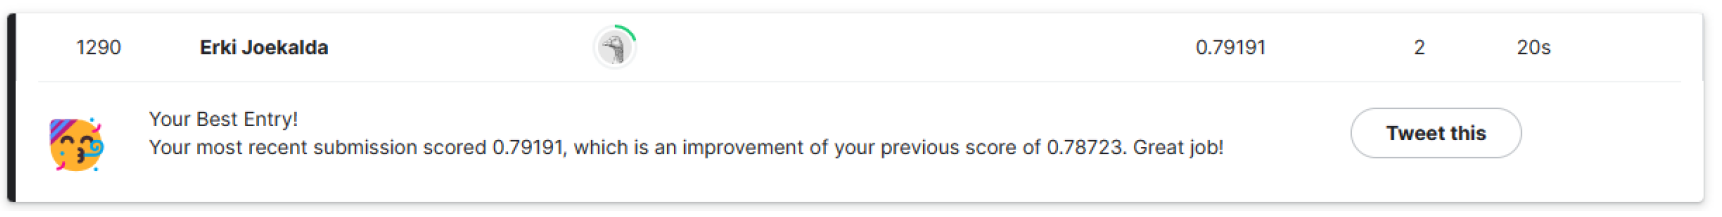 1290 Erki Joekalda 0.79191 2 20s
Your Best Entry!
Your most recent submission scored 0.79191, which is an improvement of your previous score of 0.78723. Great job!
Tweet this